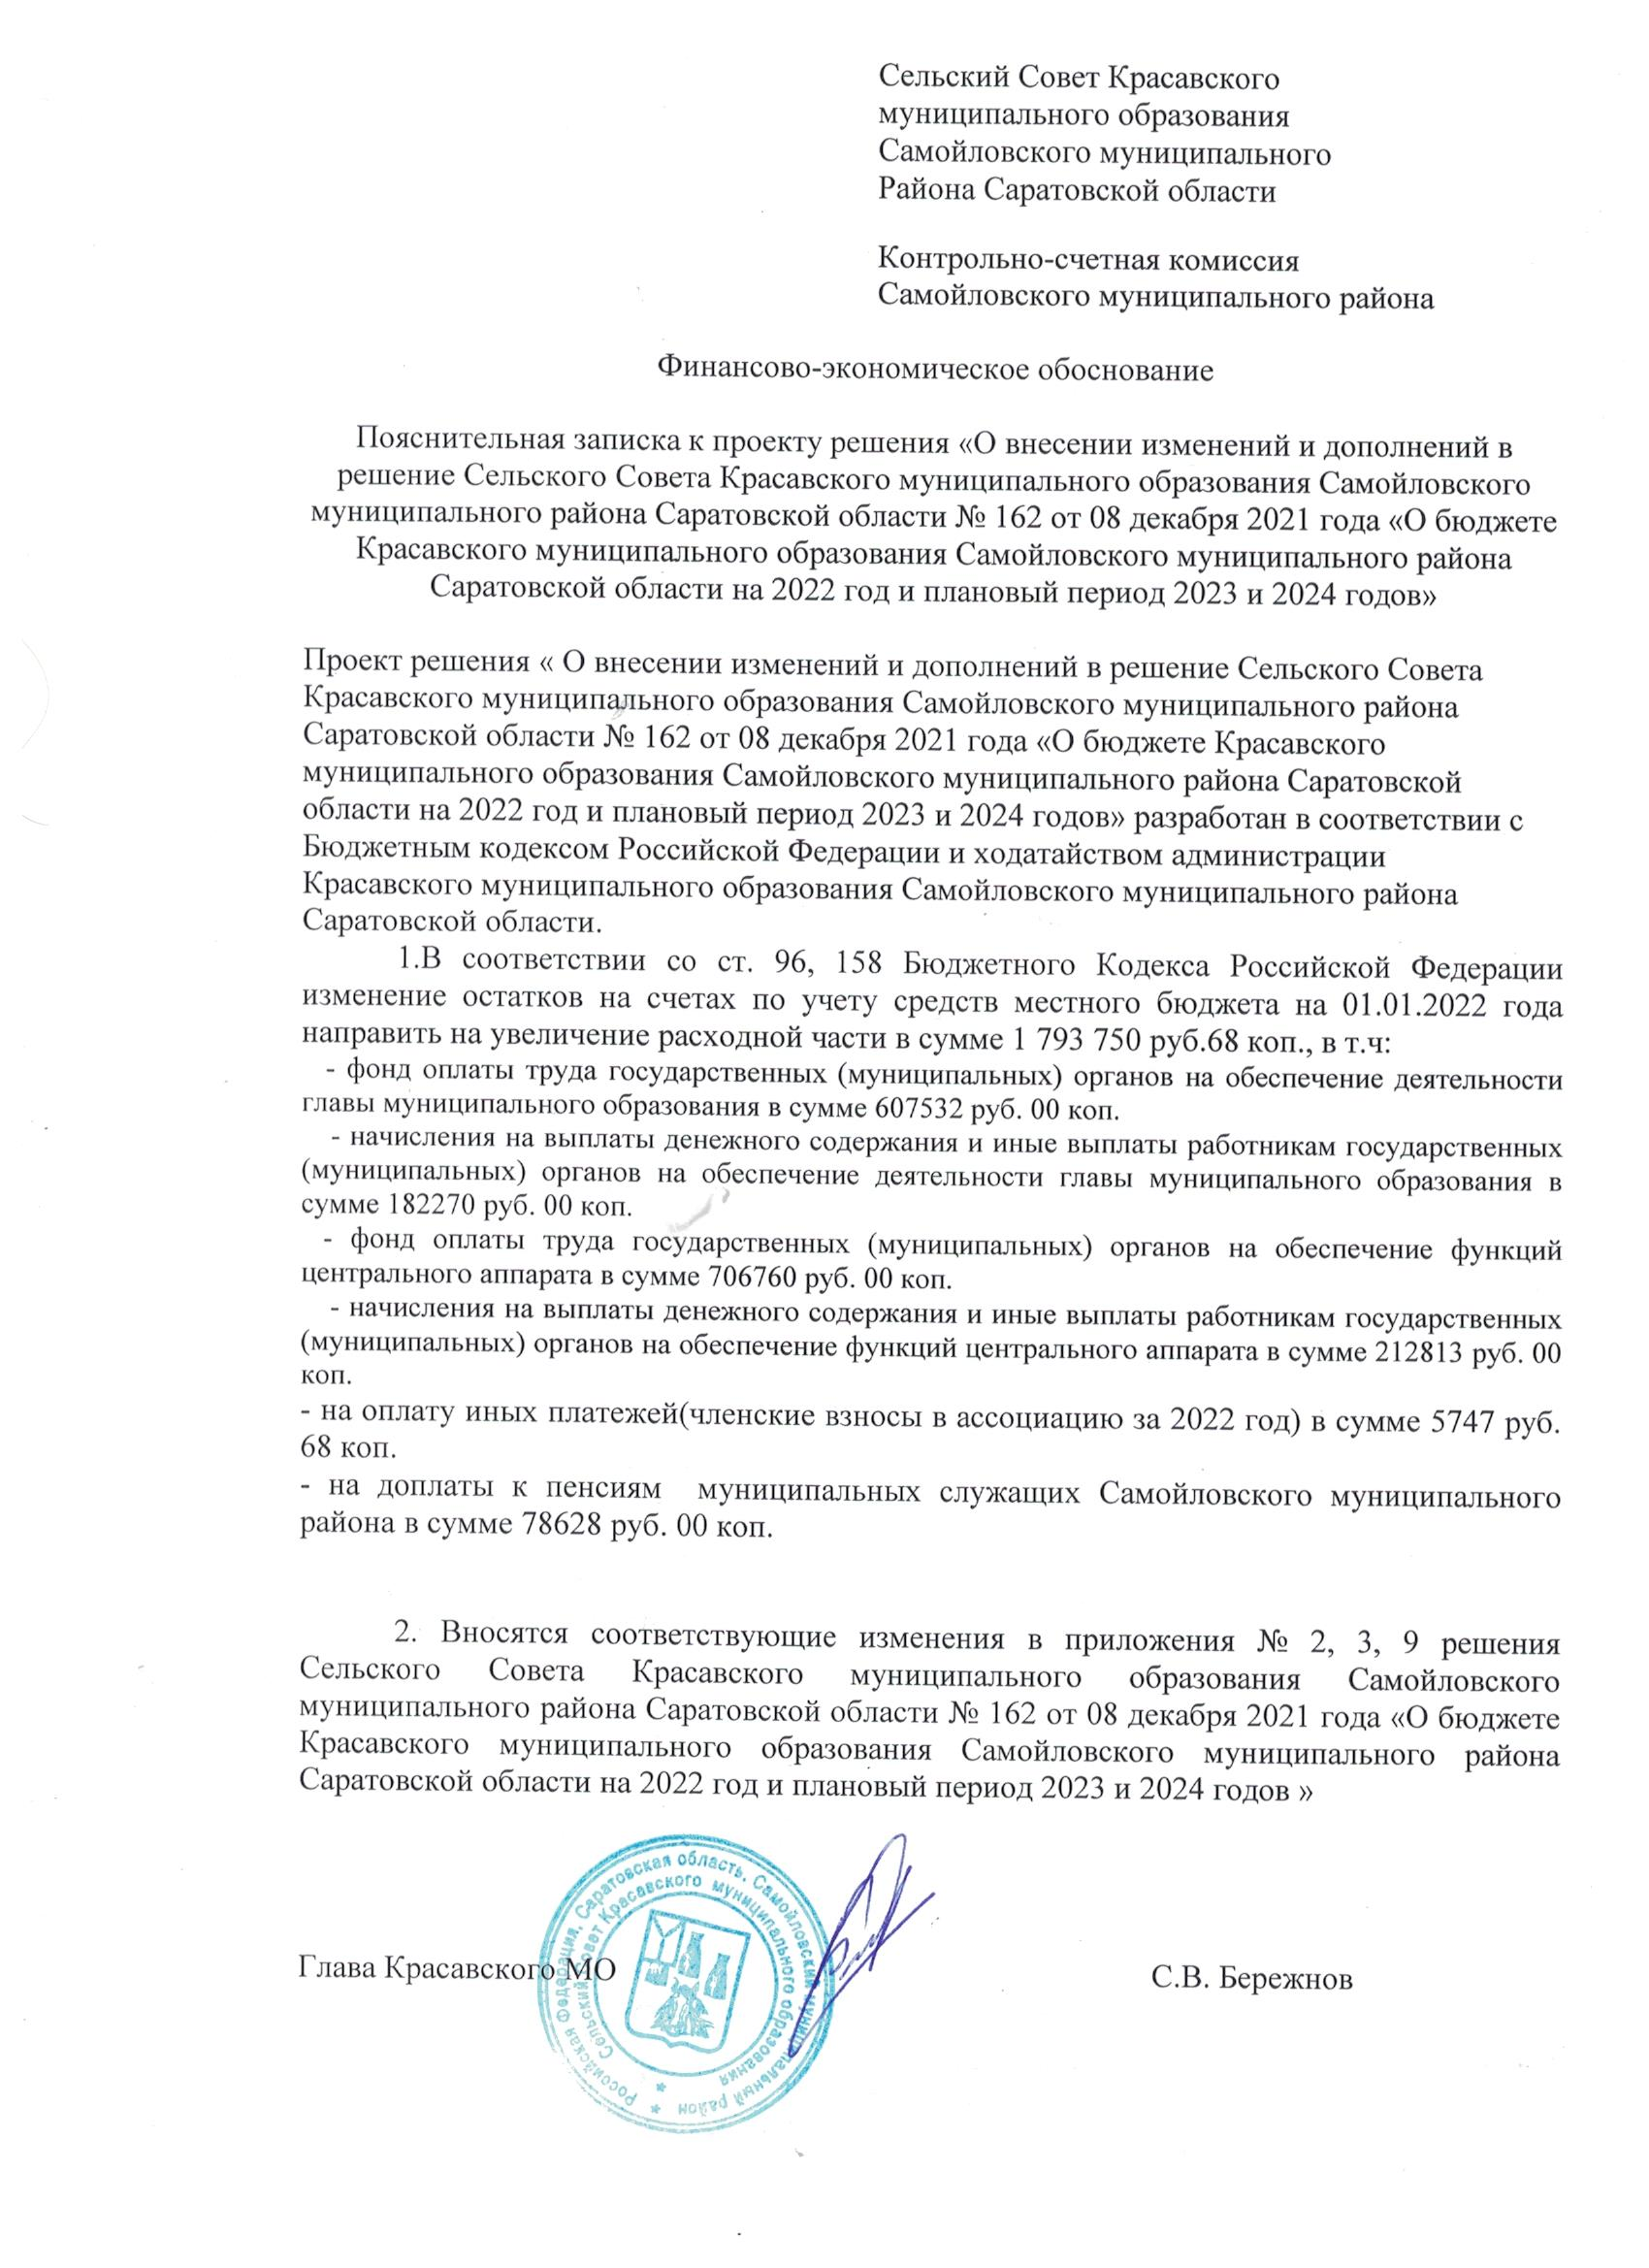 Сельский Совет Красавского
муниципального образования
Самойловского муниципального
Района Саратовской области
Контрольно-счетная комиссия
Самойловского муниципального района
Финансово-экономическое обоснование
Пояснительная записка к проекту решения «О внесении изменений и дополнений в
решение Сельского Совета Красавского муниципального образования Самойловского
муниципального района Саратовской области № 162 от 08 декабря 2021 года «О бюджете
Красавского муниципального образования Самойловского муниципального района
Саратовской области на 2022 год и плановый период 2023 и 2024 годов»
Проект решения « О внесении изменений и дополнений в решение Сельского Совета
Красавского муниципального образования Самойловского муниципального района
Саратовской области № 162 от 08 декабря 2021 года «О бюджете Красавского
муниципального образования Самойловского муниципального района Саратовской
области на 2022 год и плановый период 2023 и 2024 годов» разработан в соответствии с
Бюджетным кодексом Российской Федерации и ходатайством администрации
Красавского муниципального образования Самойловского муниципального района
Саратовской области.
1.В соответствии со ст. 96, 158 Бюджетного Кодекса Российской Федерации
изменение остатков на счетах по учету средств местного бюджета на 01.01.2022 года
направить на увеличение расходной части в сумме 1 793 750 руб.68 коп., в т.ч:
- фонд оплаты труда государственных (муниципальных) органов на обеспечение деятельности
главы муниципального образования в сумме 607532 руб. 00 коп.
- начисления на выплаты денежного содержания и иные выплаты работникам государственных
(муниципальных) органов на обеспечение деятельности главы муниципального образования в
сумме 182270 руб. 00 коп.
- фонд оплаты труда государственных (муниципальных) органов на обеспечение функций
центрального аппарата в сумме 706760 руб. 00 коп.
- начисления на выплаты денежного содержания и иные выплаты работникам государственных
(муниципальных) органов на обеспечение функций центрального аппарата в сумме 212813 руб. 00
коп.
- на оплату иных платежей(членские взносы в ассоциацию за 2022 год) в сумме 5747 руб.
68 коп.
- на доплаты к пенсиям муниципальных служащих Самойловского муниципального
района в сумме 78628 руб. 00 коп.
2. Вносятся соответствующие изменения в приложения № 2, 3, 9 решения
Сельского Совета Красавского муниципального образования Самойловского
муниципального района Саратовской области № 162 от 08 декабря 2021 года «О бюджете
Красавского муниципального образования Самойловского муниципального района
Саратовской области на 2022 год и плановый период 2023 и 2024 годов »
Российская Федерация, Саратовская область, Самойловский муниципальный район
Сельский Совет Красавского муниципального образования
Глава Красавского МО
С.В. Бережнов